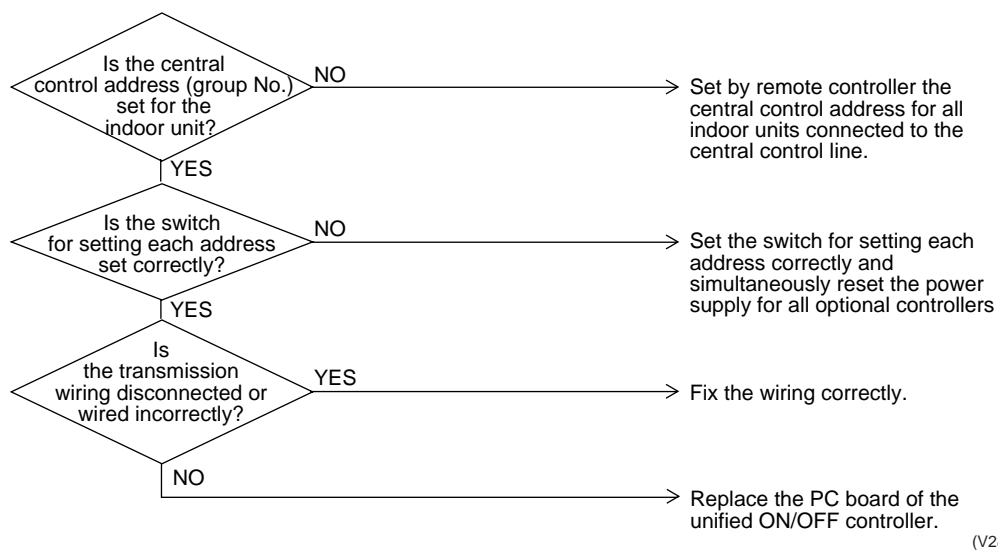 Is the central
control address (group No.)
set for the
indoor unit?
NO
Set by remote controller the
central control address for all
indoor units connected to the
central control line.
YES
Is the switch
for setting each address
set correctly?
NO
Set the switch for setting each
address correctly and
simultaneously reset the power
supply for all optional controllers
YES
Is
the transmission
wiring disconnected or
wired incorrectly?
YES
Fix the wiring correctly.
NO
Replace the PC board of the
unified ON/OFF controller.